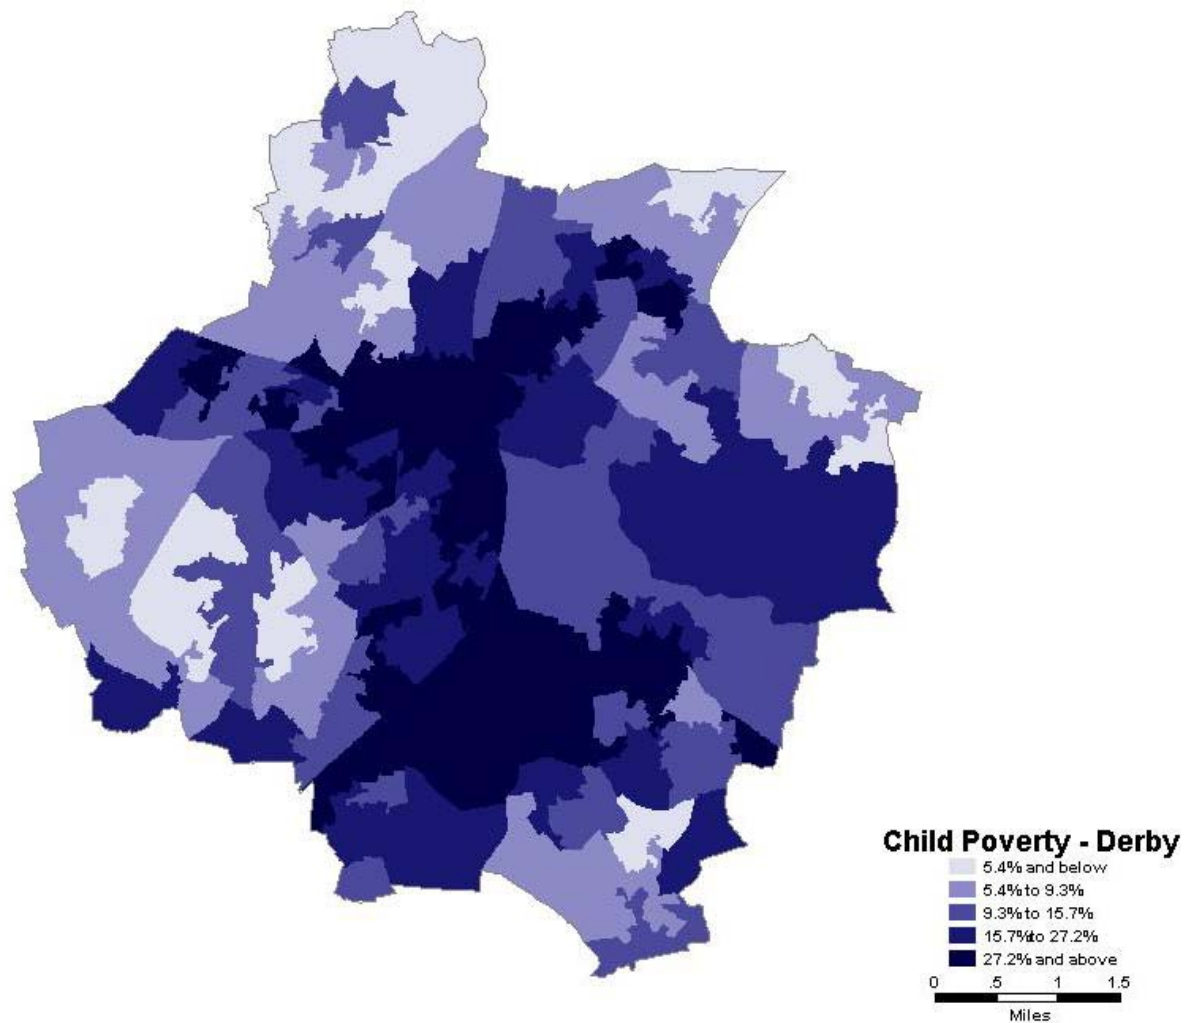 Child Poverty - Derby
5.4% and below
5.4% to 9.3%
9.3% to 15.7%
15.7% to 27.2%
27.2% and above
0 .5 1 1.5
Miles